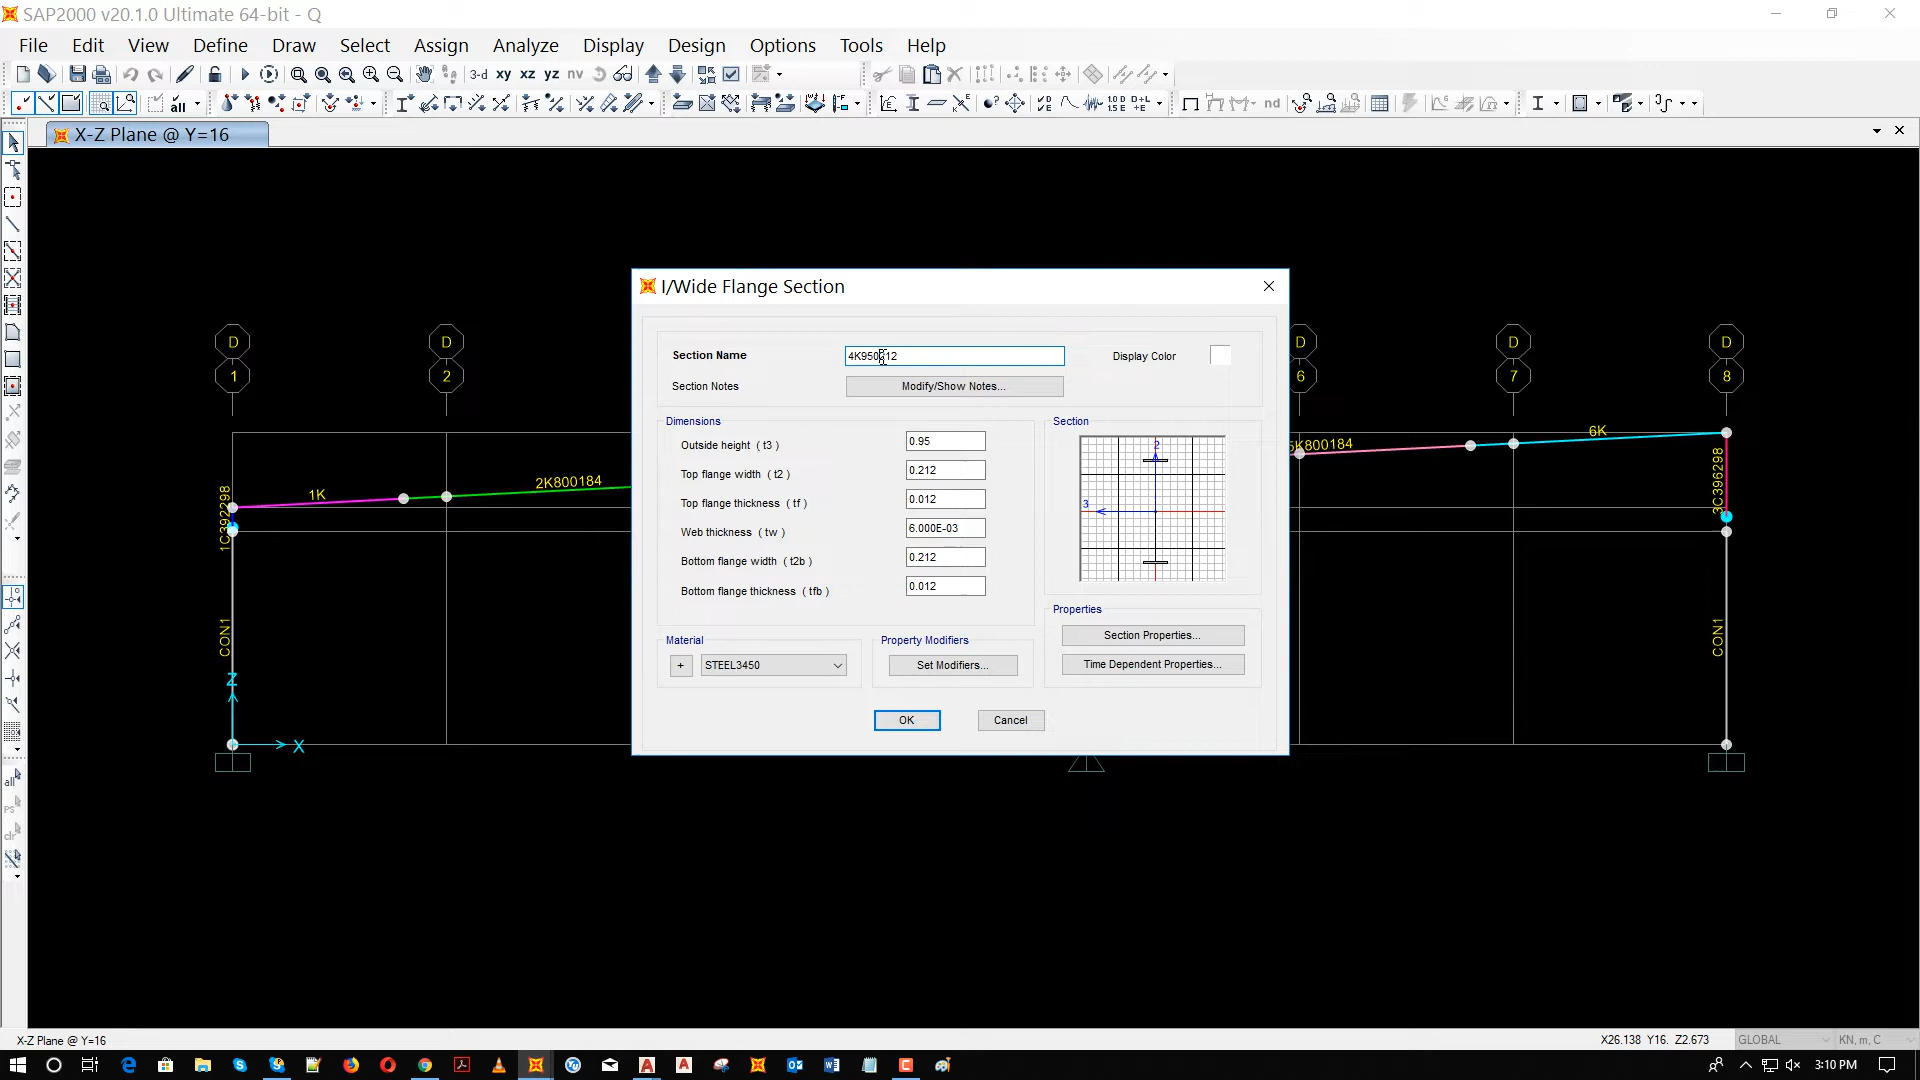 SAP2000 v20.1.0 Ultimate 64-bit - Q
File Edit View Define Draw Select Assign Analyze Display Design Options Tools Help
3-d xy xz yz nv
all nd
X-Z Plane @ Y=16
I/Wide Flange Section
Section Name
Display Color
Section Notes
Modify/Show Notes...
Dimensions
Outside height ( t3 ) 0.95
Top flange width ( t2 ) 0.212
Top flange thickness ( tf ) 0.012
Web thickness ( tw ) 6.000E-03
Bottom flange width ( t2b ) 0.212
Bottom flange thickness ( tfb ) 0.012
Section
2
3
Properties
Section Properties...
Time Dependent Properties...
Material
+ STEEL3450
Property Modifiers
Set Modifiers...
OK Cancel
D D D D D
1 2 6 7 8
1K
2K800184
5K800184
6K
1C392298
3C396298
CON1
CON1
Z
X
all
ps
clr
X-Z Plane @ Y=16
X26.138 Y16. Z2.673
GLOBAL
KN, m, C
3:10 PM